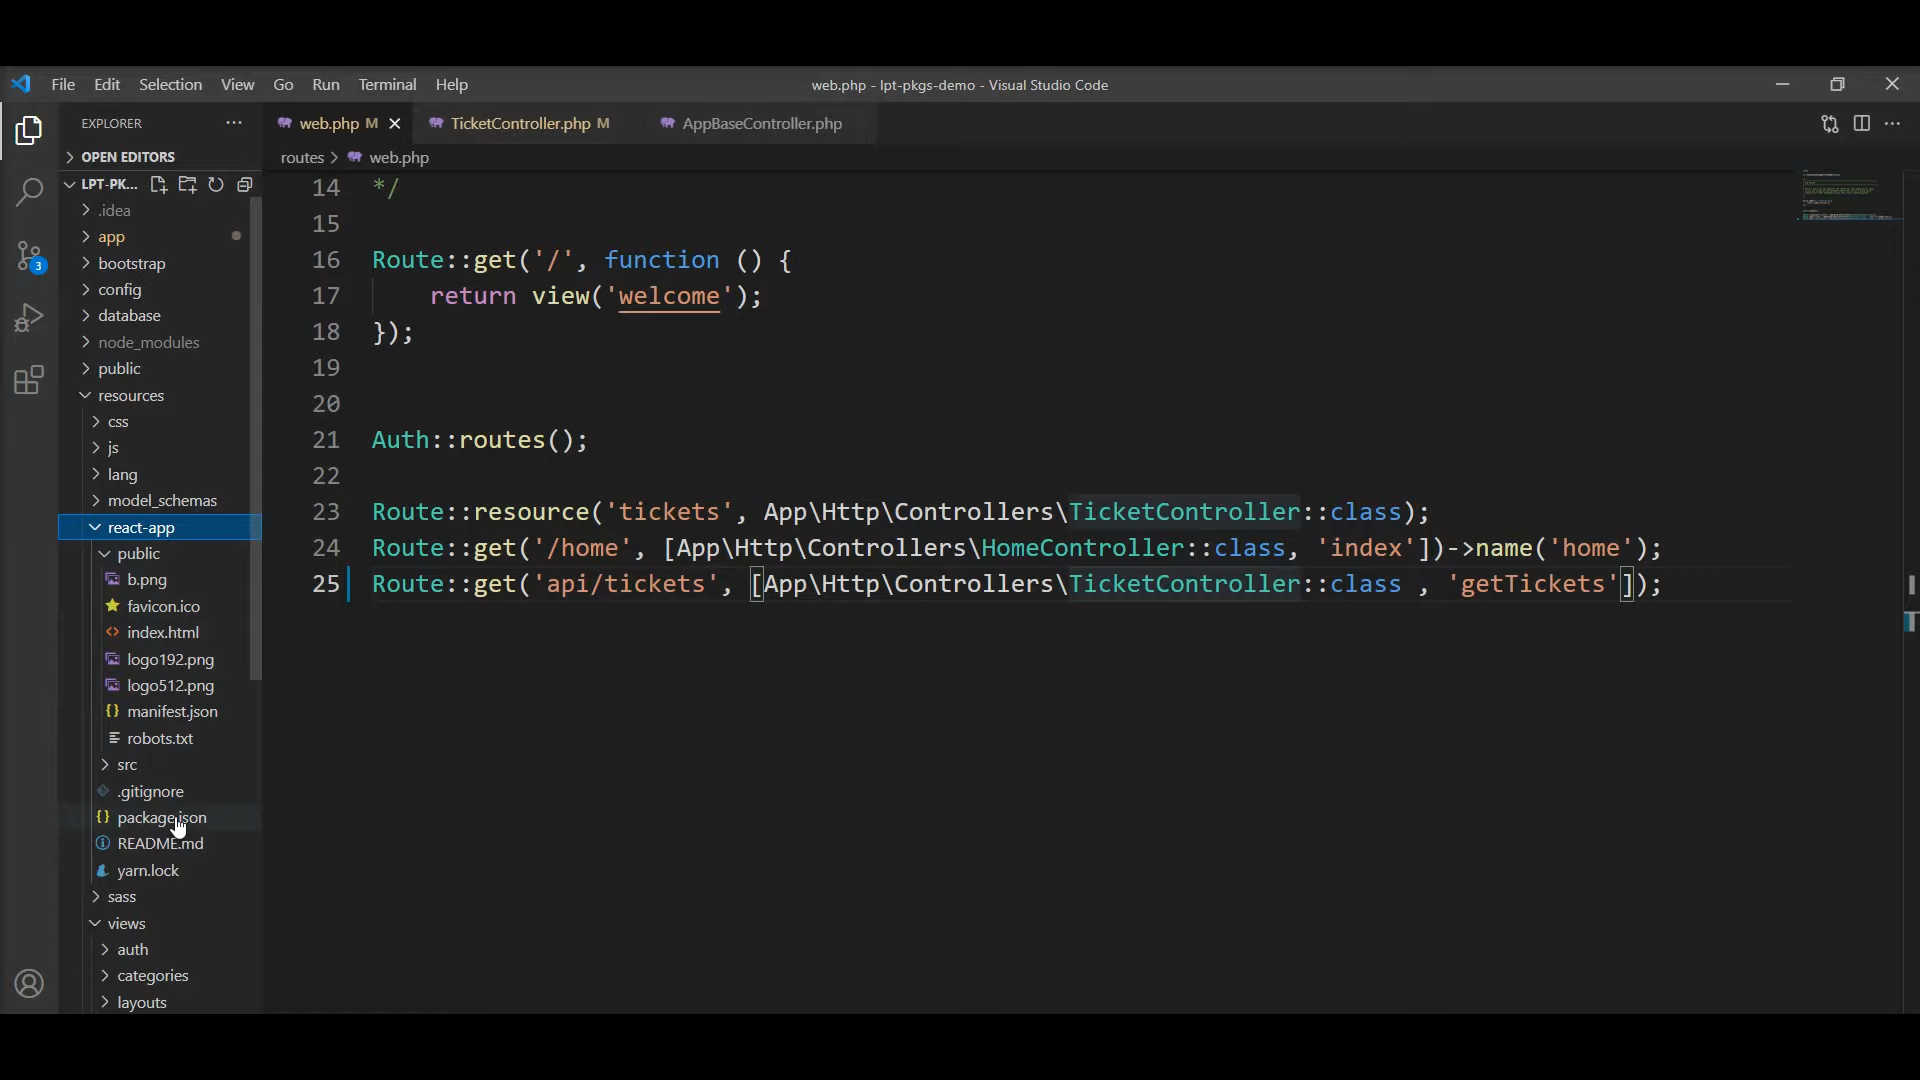 File Edit Selection View Go Run Terminal Help
web.php - lpt-pkgs-demo - Visual Studio Code
EXPLORER
web.php M
TicketController.php M
AppBaseController.php
OPEN EDITORS
routes > web.php
LPT-PK...
.idea
app
bootstrap
config
database
node_modules
public
resources
css
js
lang
model_schemas
react-app
public
b.png
favicon.ico
index.html
logo192.png
logo512.png
manifest.json
robots.txt
src
.gitignore
package.json
README.md
yarn.lock
sass
views
auth
categories
layouts
3
14 */
15
16 Route::get('/', function () {
17 return view('welcome');
18 });
19
20
21 Auth::routes();
22
23 Route::resource('tickets', App\Http\Controllers\TicketController::class);
24 Route::get('/home', [App\Http\Controllers\HomeController::class, 'index'])->name('home');
25 Route::get('api/tickets', [App\Http\Controllers\TicketController::class , 'getTickets']);